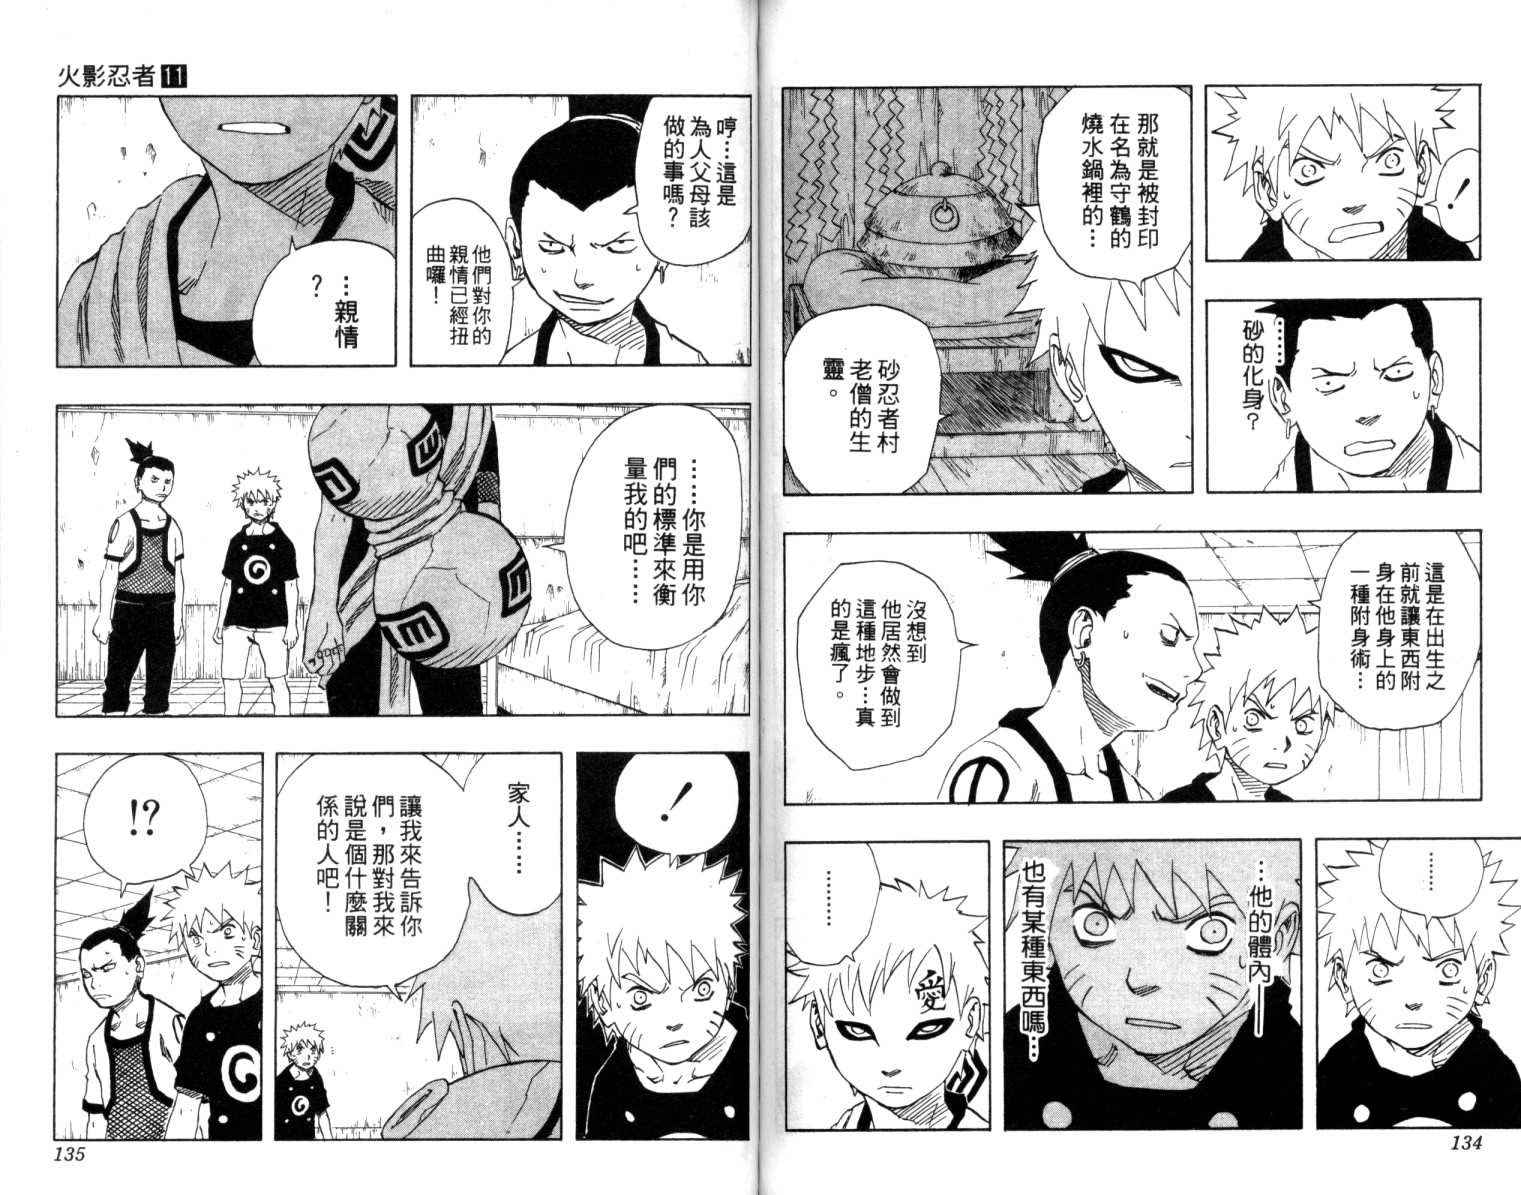 ！
砂的化身？
………
那就是被封印
在名為守鶴的
燒水鍋裡的…
砂忍者村
老僧的生
靈。
這是在出生之
前就讓東西附
身在他身上的
一種附身術…
沒想到
他居然會做到
這種地步…真
的是瘋了。
………
…他的體內…
也有某種東西嗎…
…………
愛
134
火影忍者11
哼…這是
為人父母該
做的事嗎？
他們對你的
親情已經扭
曲囉！
…親情
？
……你是用你
們的標準來衡
量我的吧……
！
家人……
讓我來告訴你
們，那對我來
說是個什麼關
係的人吧！
！？
135